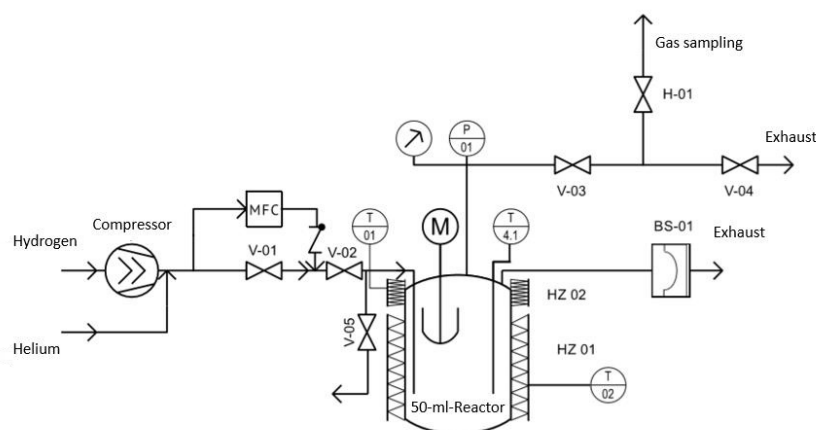 Gas sampling
H-01
P
01
Exhaust
V-03
V-04
MFC
Compressor
T
01
M
T
4.1
BS-01
Exhaust
Hydrogen
V-01
V-02
HZ 02
V-05
Helium
HZ 01
T
02
50-ml-Reactor